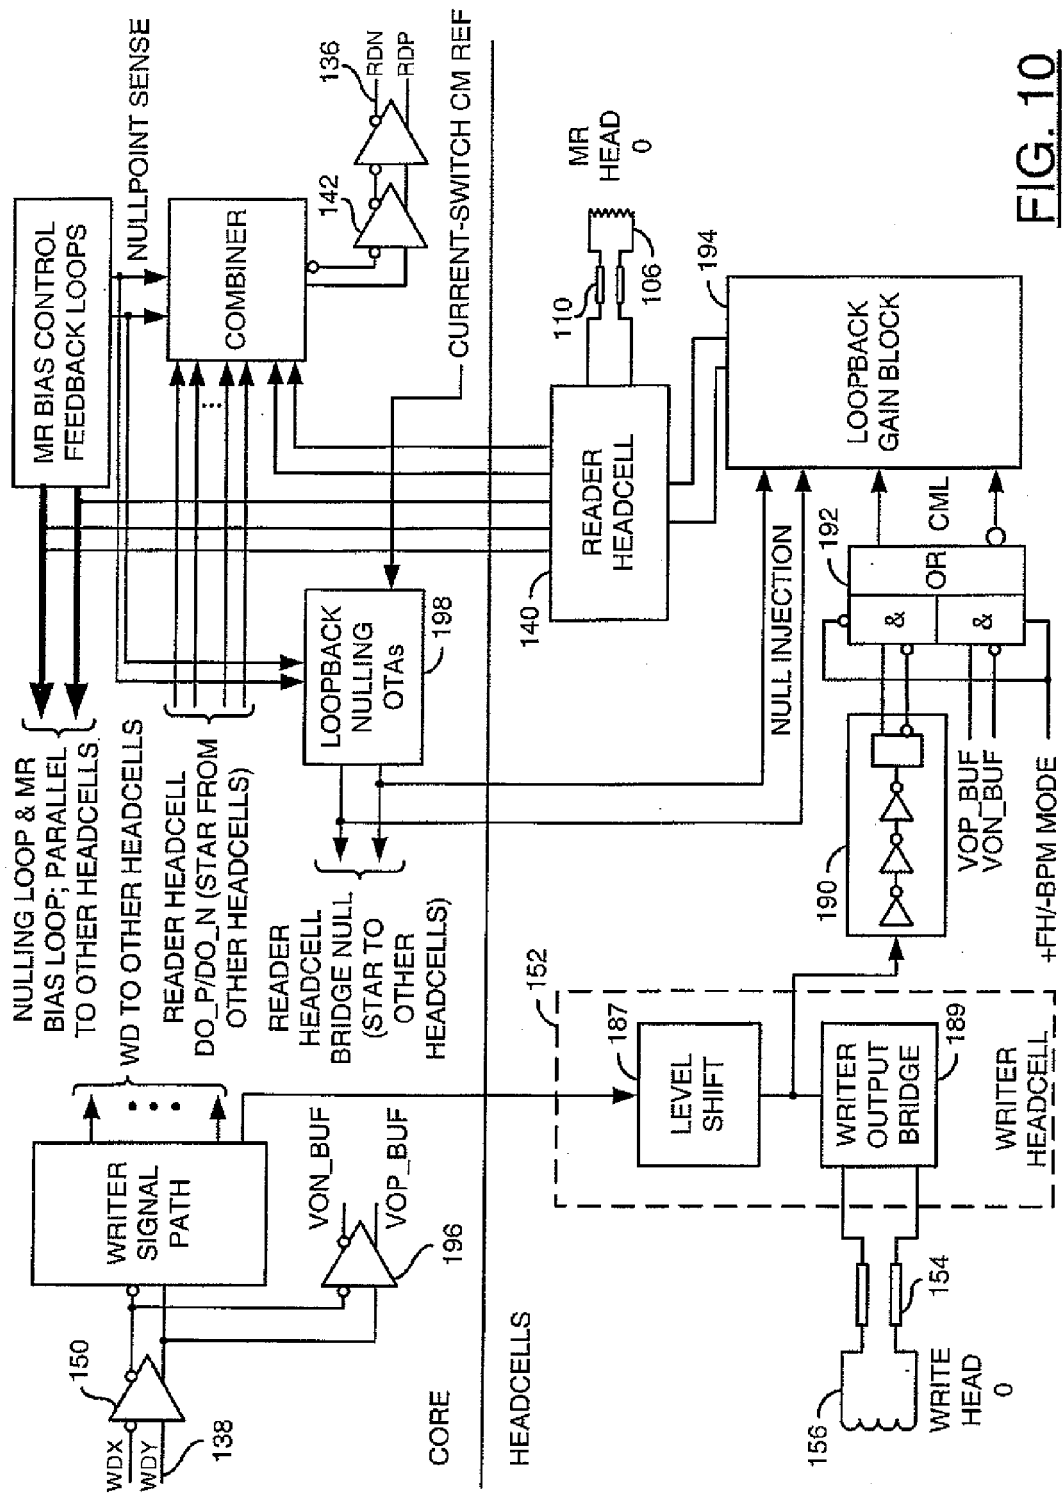 NULLING LOOP & MR
BIAS LOOP; PARALLEL
TO OTHER HEADCELLS
MR BIAS CONTROL
FEEDBACK LOOPS
NULLPOINT SENSE
WD TO OTHER HEADCELLS
READER HEADCELL
DO_P/DO_N (STAR FROM
OTHER HEADCELLS)
COMBINER
142
136
RDN
RDP
WRITER
SIGNAL
PATH
150
WDX
WDY
138
VON_BUF
VOP_BUF
196
READER
HEADCELL
BRIDGE NULL
(STAR TO
OTHER
HEADCELLS)
LOOPBACK
NULLING
OTAs
198
CURRENT-SWITCH CM REF
CORE
HEADCELLS
152
187
LEVEL
SHIFT
WRITER
OUTPUT
BRIDGE
189
WRITER
HEADCELL
156
154
WRITE
HEAD
0
140
READER
HEADCELL
110
106
MR
HEAD
0
NULL INJECTION
194
LOOPBACK
GAIN BLOCK
190
192
&
&
OR
CML
VOP_BUF
VON_BUF
+FH/-BPM MODE
FIG. 10